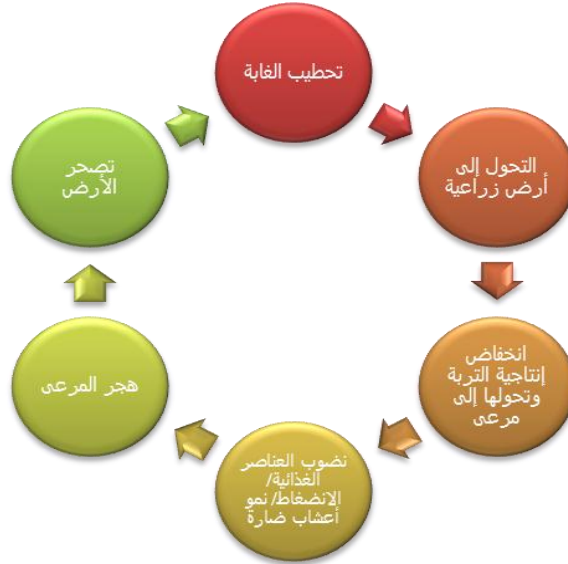 تحطيب الغابة
التحول إلى
أرض زراعية
انخفاض
إنتاجية التربة
وتحولها إلى
مرعى
نضوب العناصر
الغذائية/
الانضغاط/ نمو
أعشاب ضارة
هجر المرعى
تصحر
الأرض